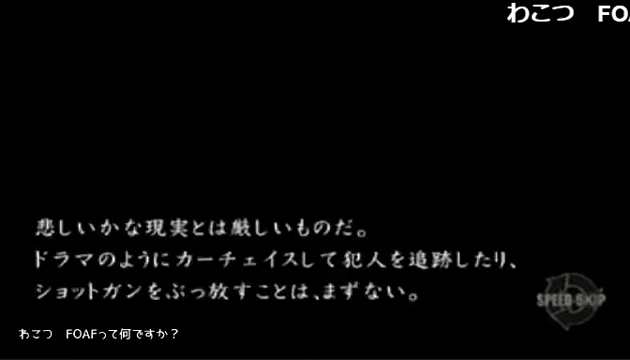 わこつ　FOA
悲しいかな現実とは厳しいものだ。
ドラマのようにカーチェイスして犯人を追跡したり、
ショットガンをぶっ放すことは、まずない。
SPEED SKIP
わこつ　FOAFって何ですか？